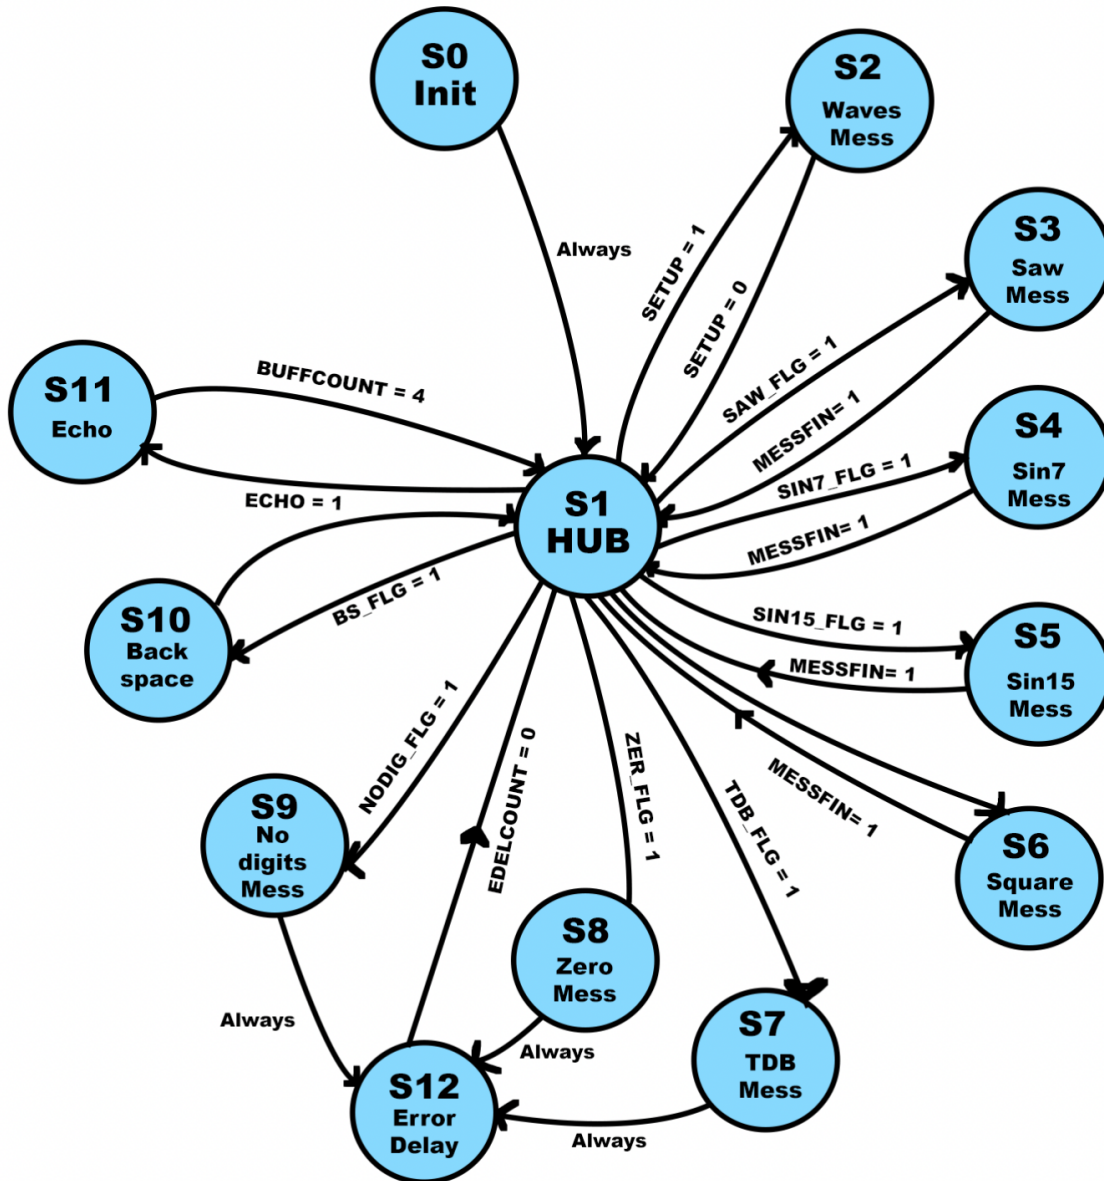 S0
Init
S2
Waves
Mess
S3
Saw
Mess
Always
SETUP = 1
SETUP = 0
SAW_FLG = 1
MESSFIN= 1
S11
Echo
BUFFCOUNT = 4
ECHO = 1
S1
HUB
S4
Sin7
Mess
SIN7_FLG = 1
MESSFIN= 1
S10
Back
space
BS_FLG = 1
SIN15_FLG = 1
MESSFIN= 1
S5
Sin15
Mess
NODIG_FLG = 1
EDELCOUNT = 0
ZER_FLG = 1
TDB_FLG = 1
MESSFIN= 1
S9
No
digits
Mess
S6
Square
Mess
S8
Zero
Mess
S7
TDB
Mess
Always
Always
Always
S12
Error
Delay